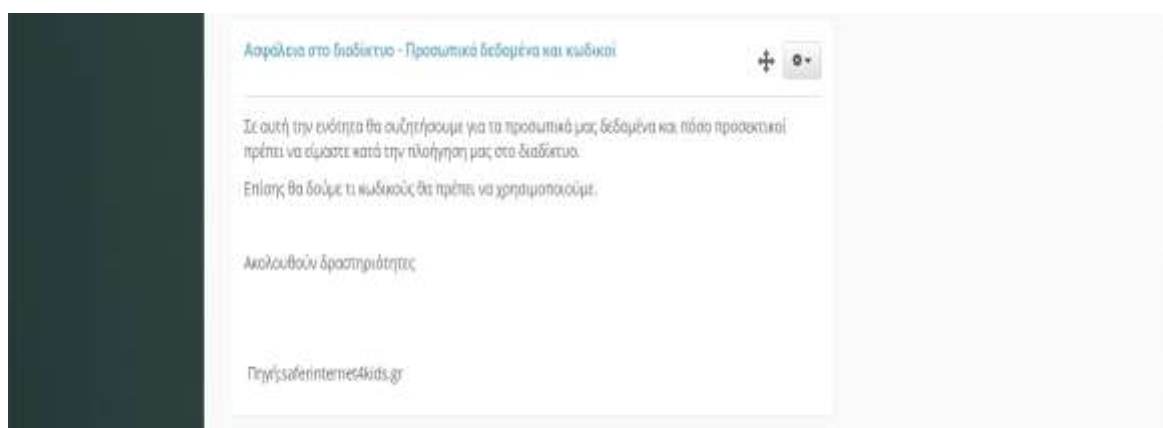 Ασφάλεια στο διαδίκτυο - Προσωπικά δεδομένα και κωδικοί
Σε αυτή την ενότητα θα συζητήσουμε για τα προσωπικά μας δεδομένα και πόσο προσεκτικοί
πρέπει να είμαστε κατά την πλοήγηση μας στο διαδίκτυο.
Επίσης θα δούμε τι κωδικούς θα πρέπει να χρησιμοποιούμε.
Ακολουθούν δραστηριότητες
Πηγή:saferinternet4kids.gr